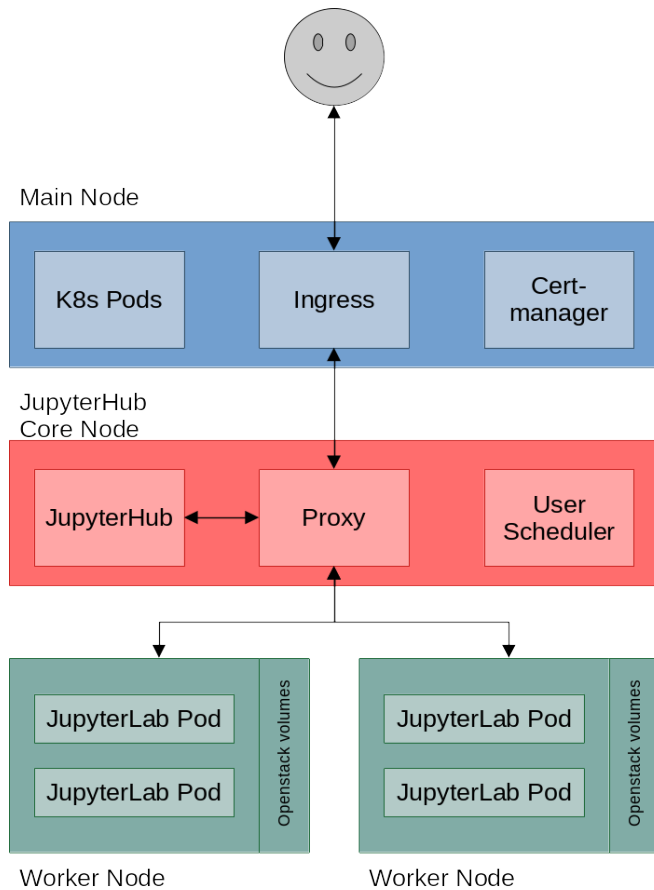 Main Node
K8s Pods
Ingress
Cert-
manager
JupyterHub
Core Node
JupyterHub
Proxy
User
Scheduler
JupyterLab Pod
JupyterLab Pod
Openstack volumes
JupyterLab Pod
JupyterLab Pod
Openstack volumes
Worker Node
Worker Node